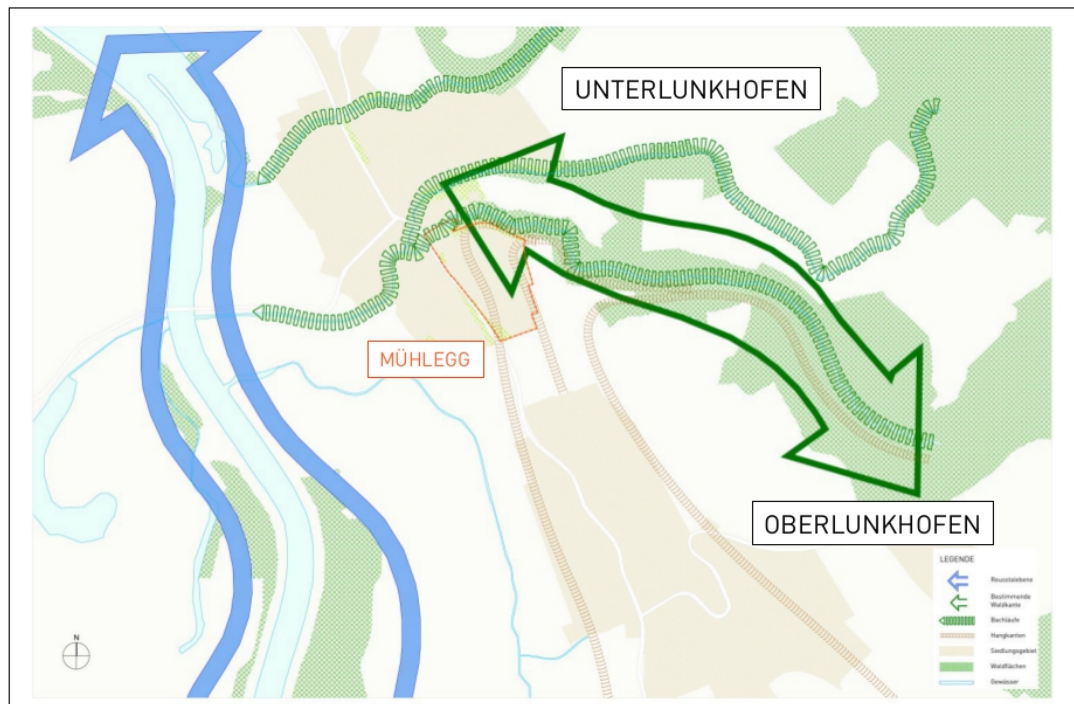 UNTERLUNKHOFEN
MÜHLEGG
OBERLUNKHOFEN
LEGENDE
Reusstalebene
Bestimmende
Waldkante
Bachläufe
Hangkanten
Siedlungsgebiet
Waldflächen
Gewässer
N